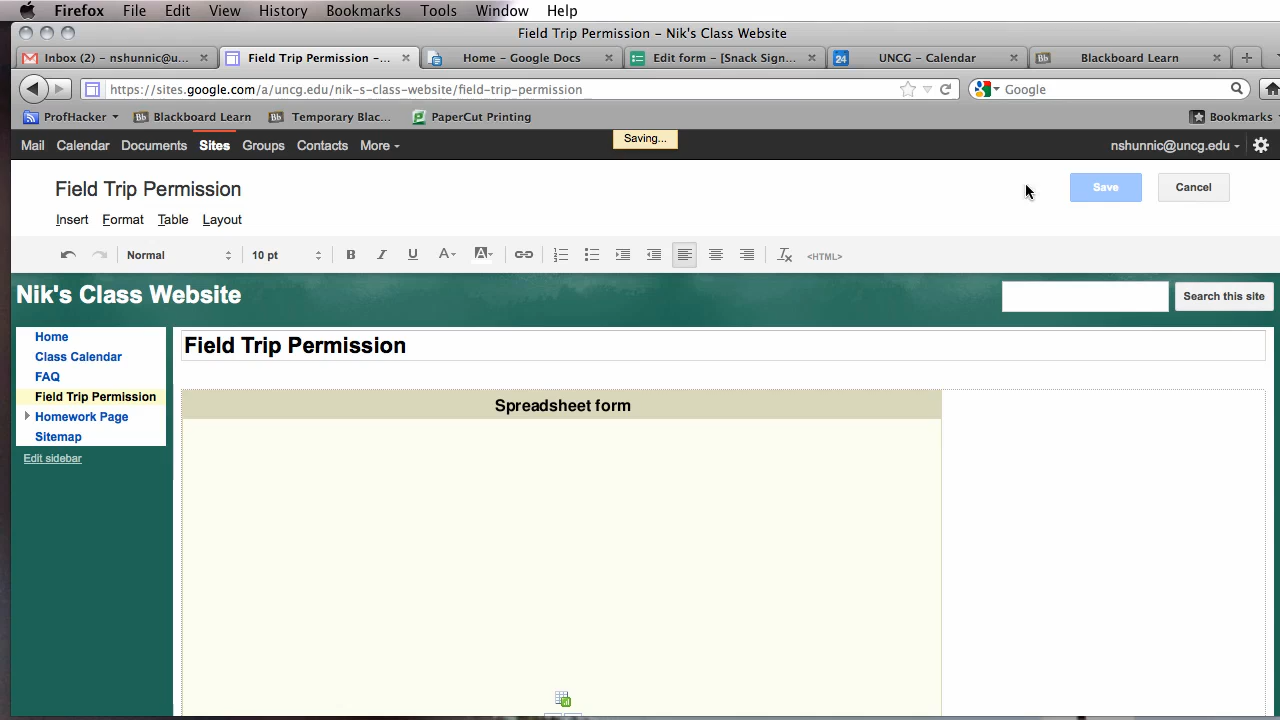 Firefox File Edit View History Bookmarks Tools Window Help
Field Trip Permission – Nik's Class Website
Inbox (2) – nshunnic@u... Field Trip Permission –... Home – Google Docs Edit form – [Snack Sign... 24 UNCG – Calendar Bb Blackboard Learn
https://sites.google.com/a/uncg.edu/nik-s-class-website/field-trip-permission Google
ProfHacker Bb Blackboard Learn Bb Temporary Blac... PaperCut Printing Bookmarks
Saving...
Mail Calendar Documents Sites Groups Contacts More nshunnic@uncg.edu
Field Trip Permission Save Cancel
Insert Format Table Layout
Normal 10 pt B I U A A <HTML>
Nik's Class Website Search this site
Home
Class Calendar
FAQ
Field Trip Permission
Homework Page
Sitemap
Edit sidebar
Field Trip Permission
Spreadsheet form